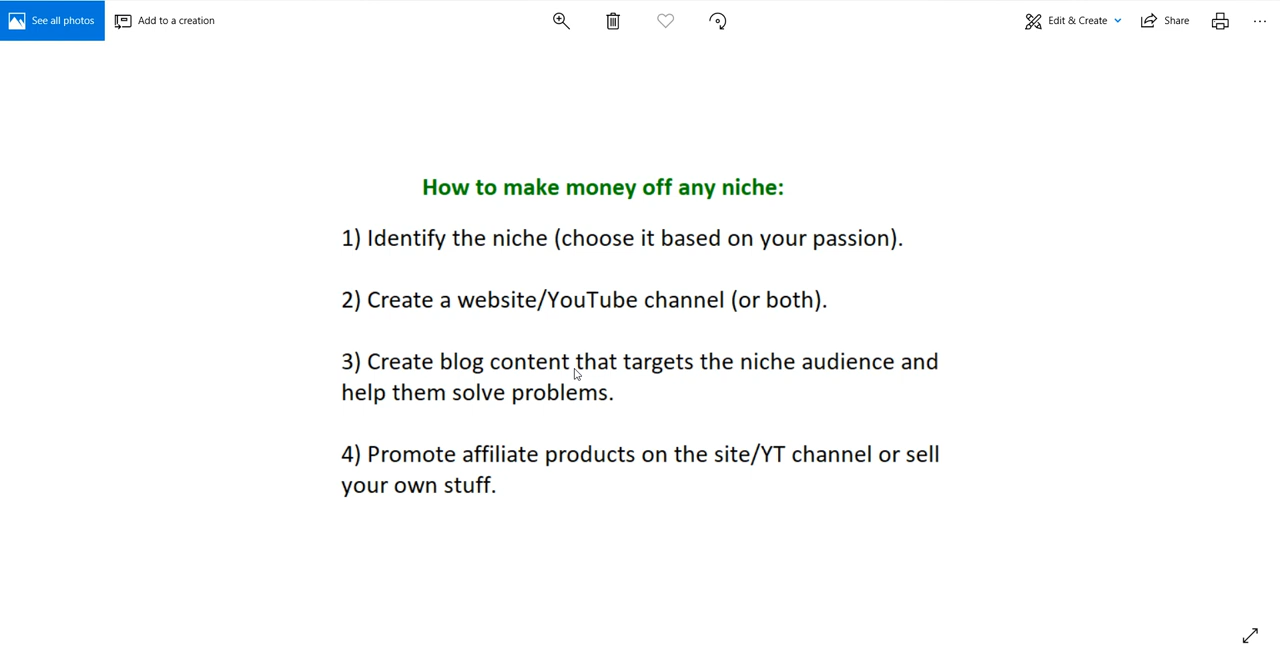 See all photos
Add to a creation
Edit & Create
Share
How to make money off any niche:
1) Identify the niche (choose it based on your passion).
2) Create a website/YouTube channel (or both).
3) Create blog content that targets the niche audience and
help them solve problems.
4) Promote affiliate products on the site/YT channel or sell
your own stuff.